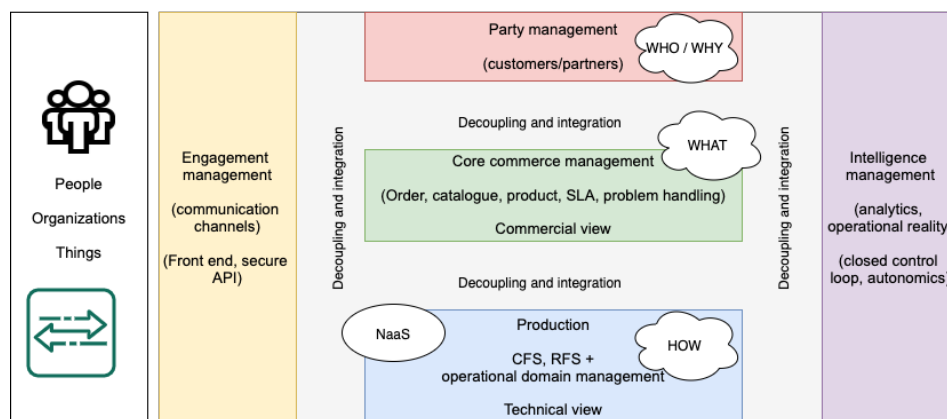 People
Organizations
Things
Engagement
management
(communication
channels)
(Front end, secure
API)
Decoupling and integration
Party management
(customers/partners)
WHO / WHY
Decoupling and integration
WHAT
Core commerce management
(Order, catalogue, product, SLA, problem handling)
Commercial view
Decoupling and integration
NaaS
Production
CFS, RFS +
operational domain management
Technical view
HOW
Decoupling and integration
Intelligence
management
(analytics,
operational reality)
(closed control
loop, autonomics)